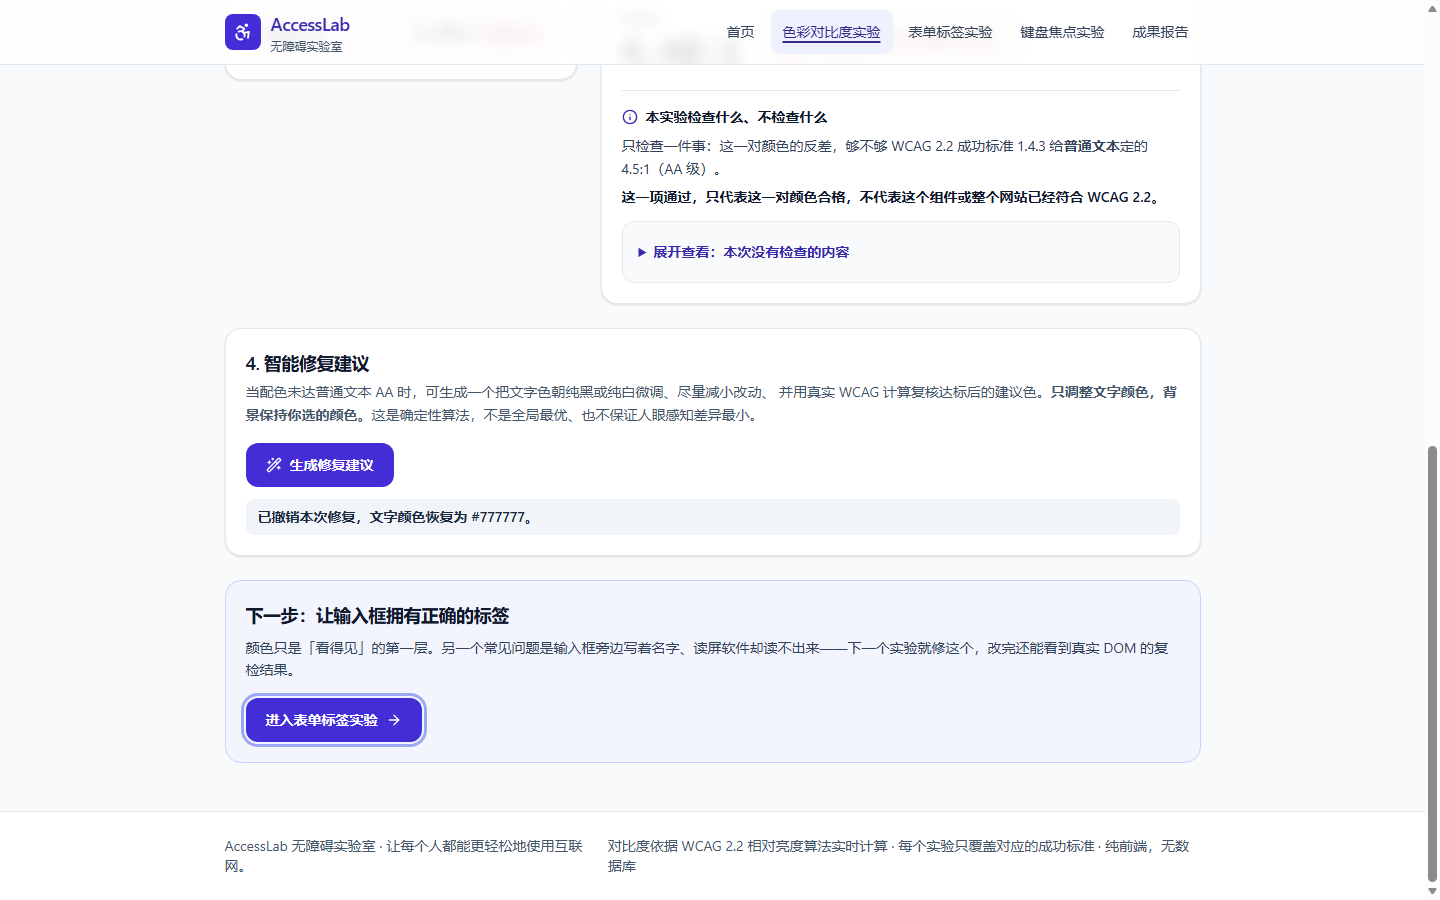 AccessLab
无障碍实验室
首页
色彩对比度实验
表单标签实验
键盘焦点实验
成果报告
本实验检查什么、不检查什么
只检查一件事：这一对颜色的反差，够不够 WCAG 2.2 成功标准 1.4.3 给普通文本定的
4.5:1（AA 级）。
这一项通过，只代表这一对颜色合格，不代表这个组件或整个网站已经符合 WCAG 2.2。
展开查看：本次没有检查的内容
4. 智能修复建议
当配色未达普通文本 AA 时，可生成一个把文字色朝纯黑或纯白微调、尽量减小改动、 并用真实 WCAG 计算复核达标后的建议色。只调整文字颜色，背
景保持你选的颜色。这是确定性算法，不是全局最优、也不保证人眼感知差异最小。
生成修复建议
已撤销本次修复，文字颜色恢复为 #777777。
下一步：让输入框拥有正确的标签
颜色只是「看得见」的第一层。另一个常见问题是输入框旁边写着名字、读屏软件却读不出来——下一个实验就修这个，改完还能看到真实 DOM 的复
检结果。
进入表单标签实验
AccessLab 无障碍实验室 · 让每个人都能更轻松地使用互联
网。
对比度依据 WCAG 2.2 相对亮度算法实时计算 · 每个实验只覆盖对应的成功标准 · 纯前端，无数
据库